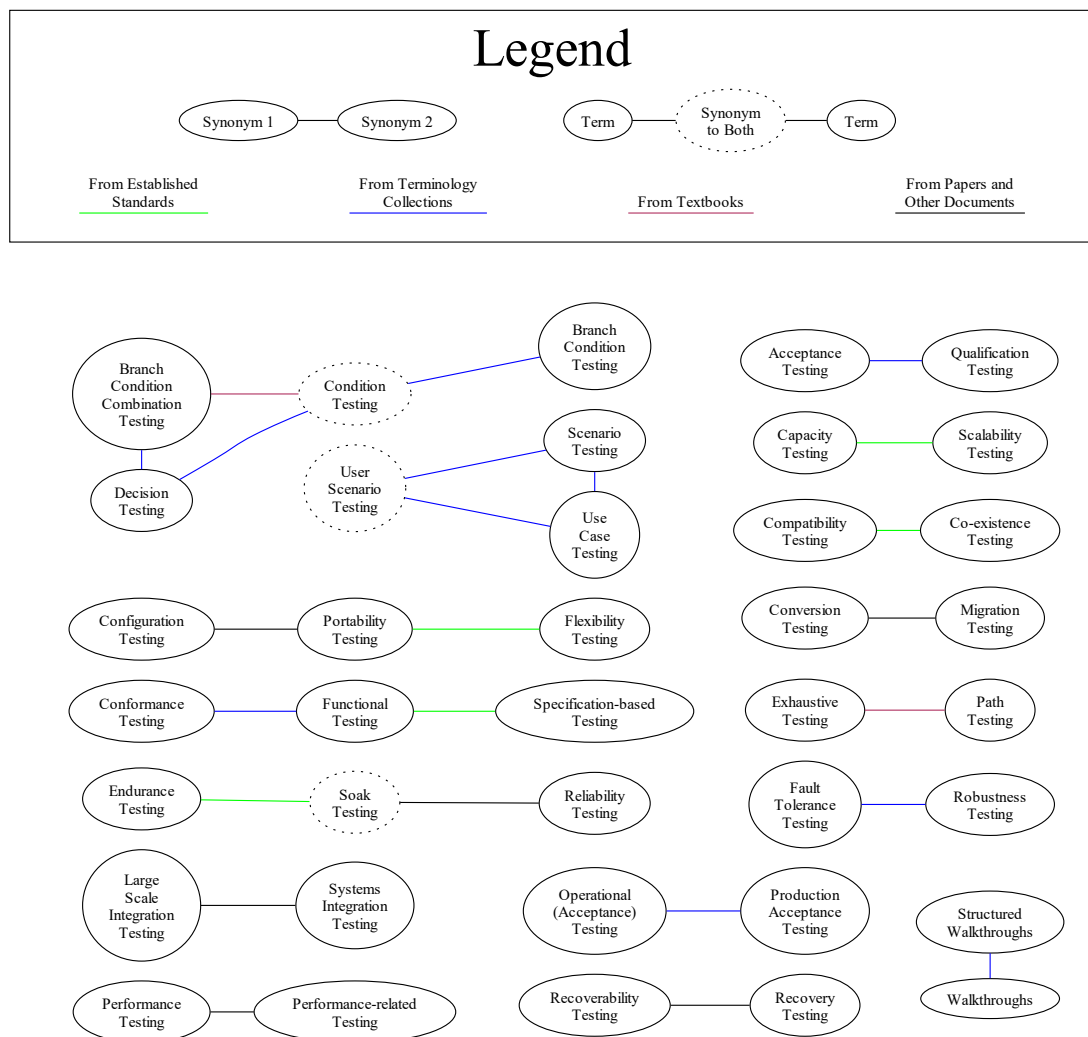 Legend
Synonym 1
Synonym 2
Term
Synonym
to Both
Term
From Established
Standards
From Terminology
Collections
From Textbooks
From Papers and
Other Documents
Branch
Condition
Combination
Testing
Condition
Testing
Branch
Condition
Testing
Decision
Testing
User
Scenario
Testing
Scenario
Testing
Use
Case
Testing
Acceptance
Testing
Qualification
Testing
Capacity
Testing
Scalability
Testing
Compatibility
Testing
Co-existence
Testing
Configuration
Testing
Portability
Testing
Flexibility
Testing
Conversion
Testing
Migration
Testing
Conformance
Testing
Functional
Testing
Specification-based
Testing
Exhaustive
Testing
Path
Testing
Endurance
Testing
Soak
Testing
Reliability
Testing
Fault
Tolerance
Testing
Robustness
Testing
Large
Scale
Integration
Testing
Systems
Integration
Testing
Operational
(Acceptance)
Testing
Production
Acceptance
Testing
Structured
Walkthroughs
Walkthroughs
Performance
Testing
Performance-related
Testing
Recoverability
Testing
Recovery
Testing